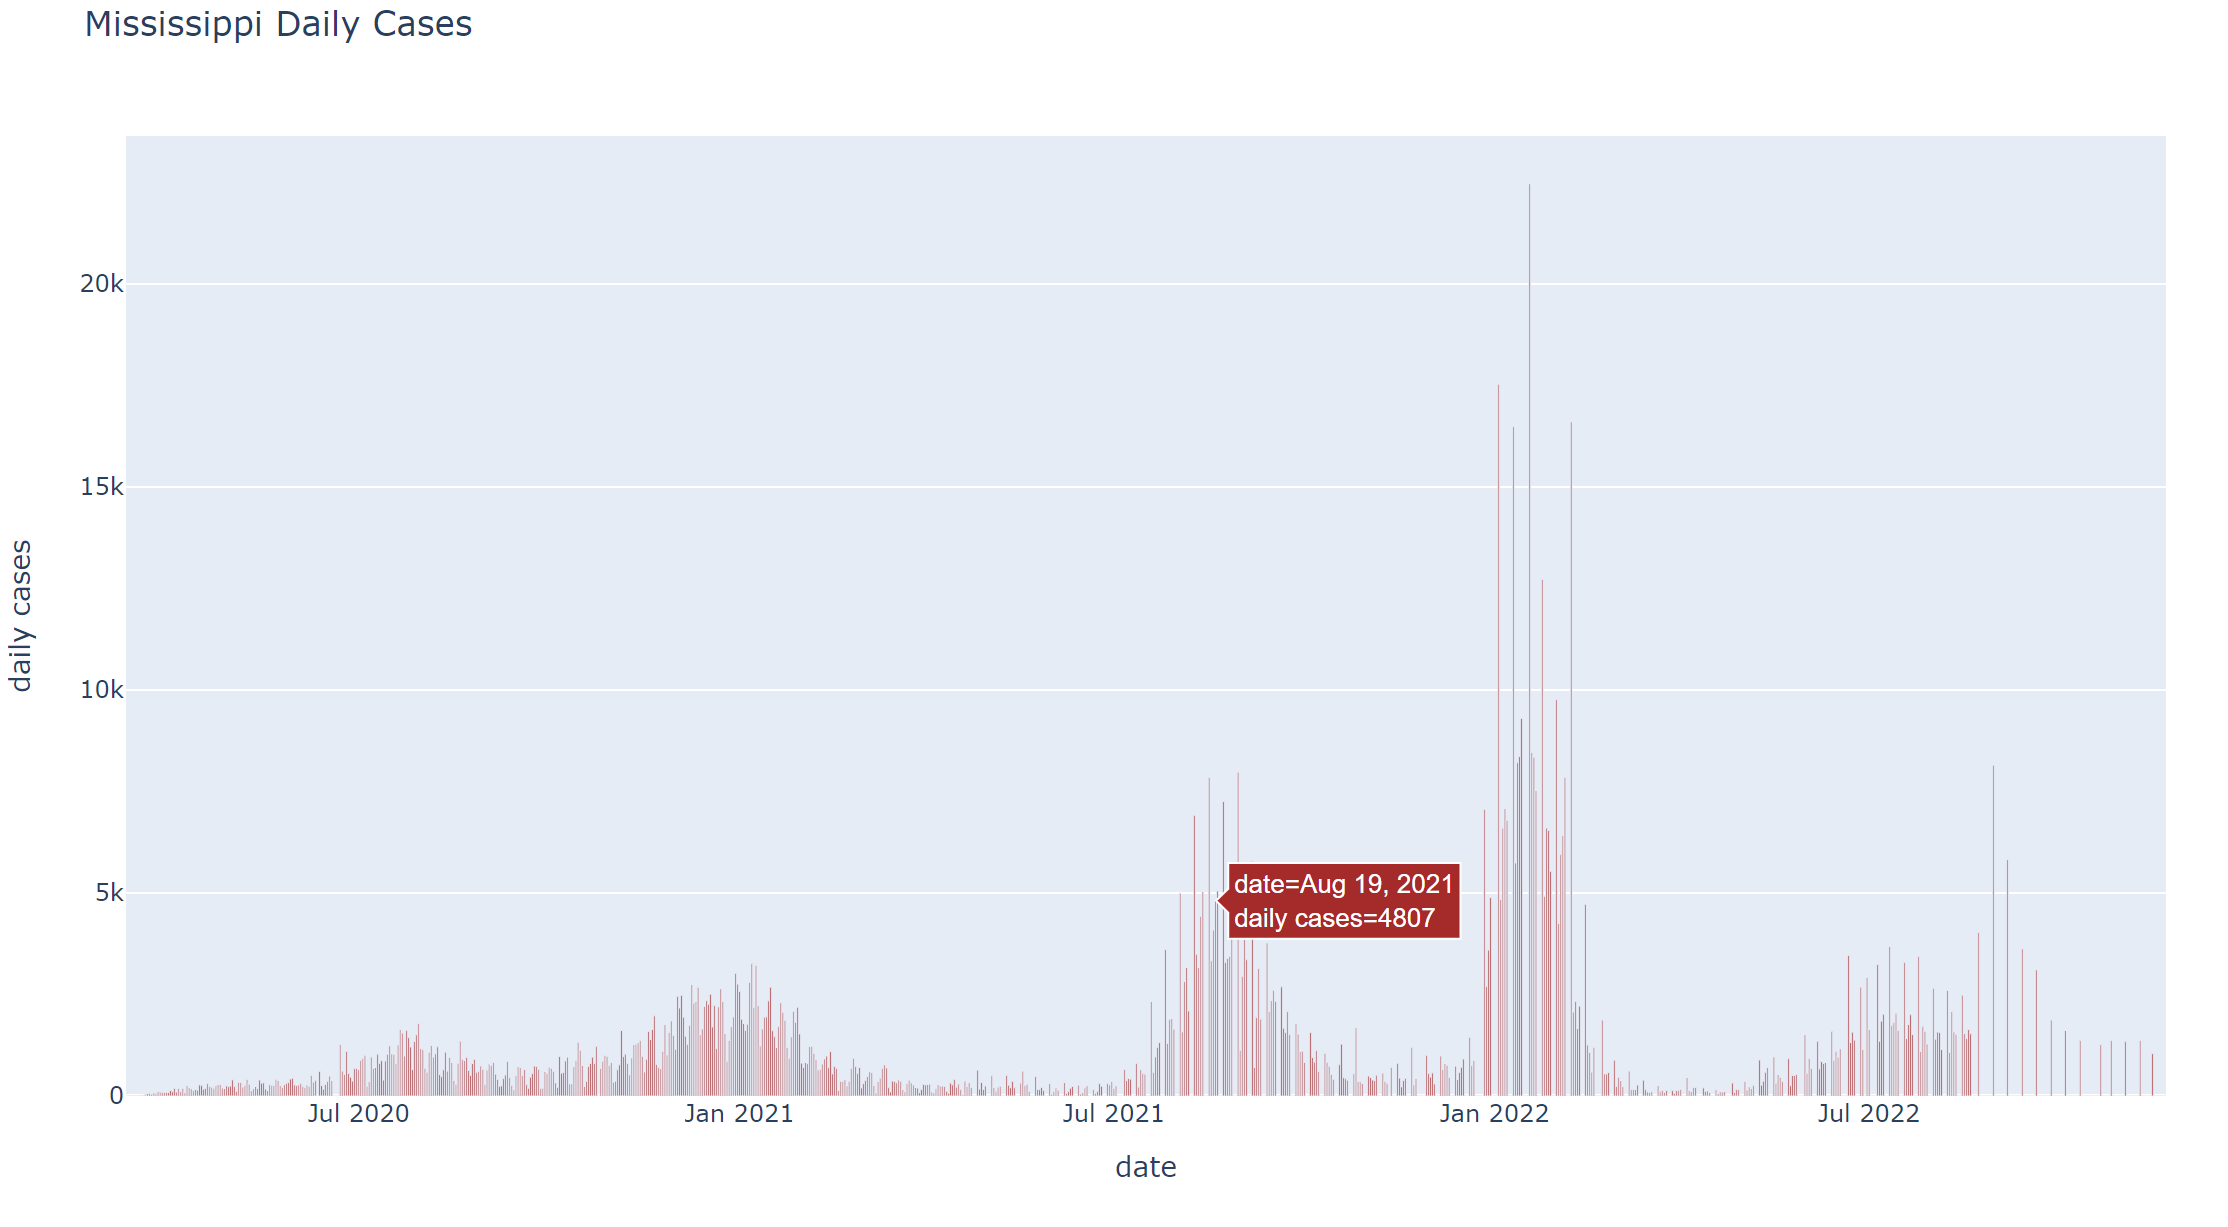 Mississippi Daily Cases
20k
15k
10k
5k
0
daily cases
date=Aug 19, 2021
daily cases=4807
Jul 2020
Jan 2021
Jul 2021
Jan 2022
Jul 2022
date